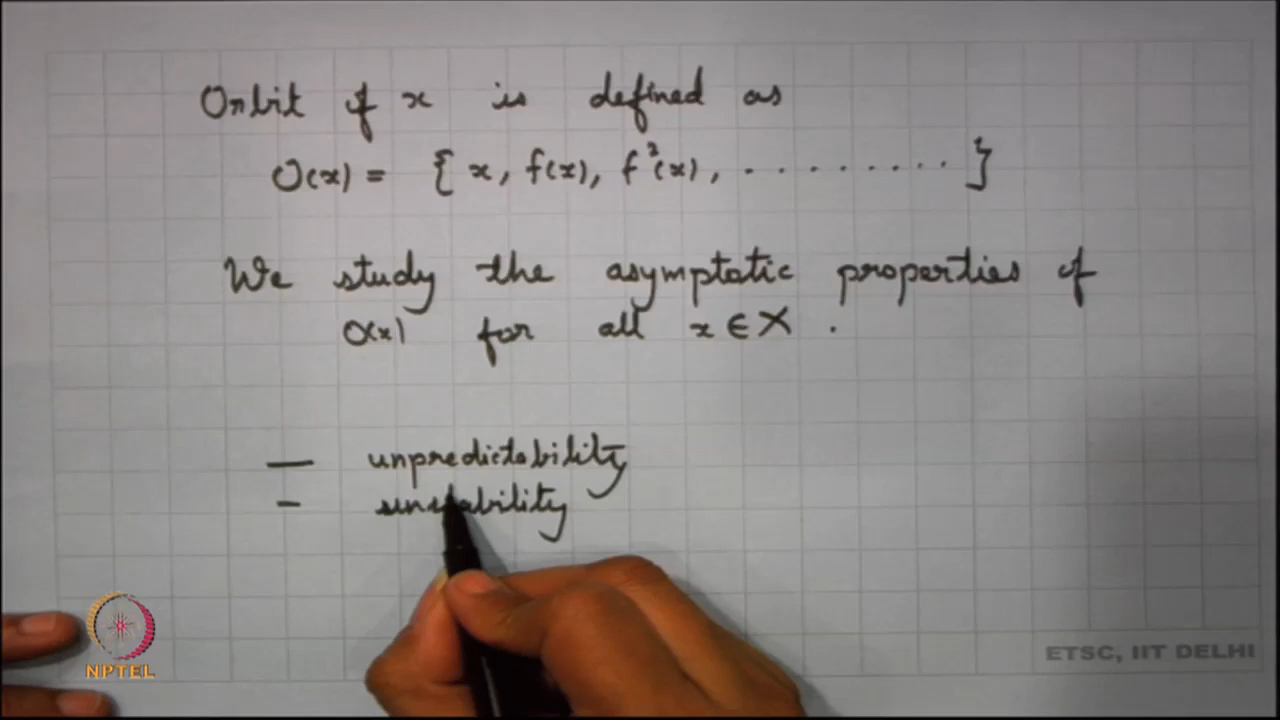 Orbit of x is defined as
O(x) = { x, f(x), f²(x), . . . . . . . . . . }
We study the asymptotic properties of
O(x) for all x ∈ X .
— unpredictability
–
NPTEL
ETSC, IIT DELHI